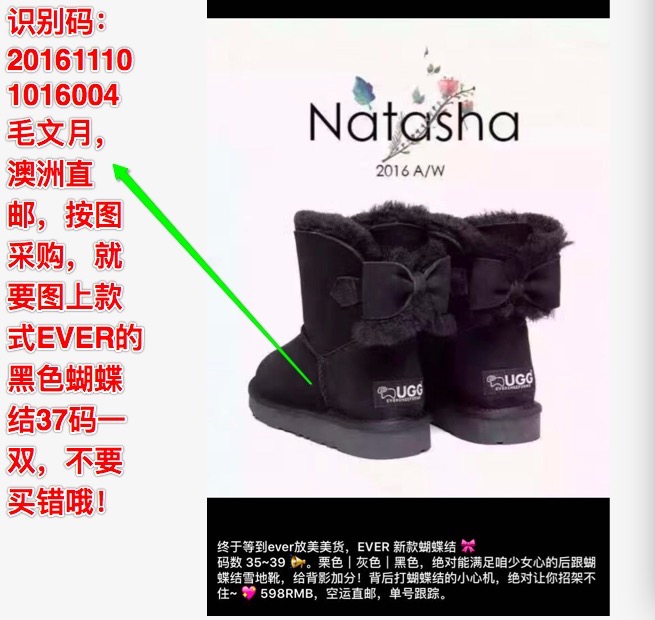 识别码：
20161110
1016004
毛文月，
澳洲直
邮，按图
采购，就
要图上款
式EVER的
黑色蝴蝶
结37码一
双，不要
买错哦！
Natasha
2016 A/W
UGG
UGG
终于等到ever放美美货，EVER 新款蝴蝶结 🎀
码数 35~39 。栗色｜灰色｜黑色，绝对能满足咱少女心的后跟蝴
蝶结雪地靴，给背影加分！背后打蝴蝶结的小心机，绝对让你招架不
住~ 💖 598RMB，空运直邮，单号跟踪。